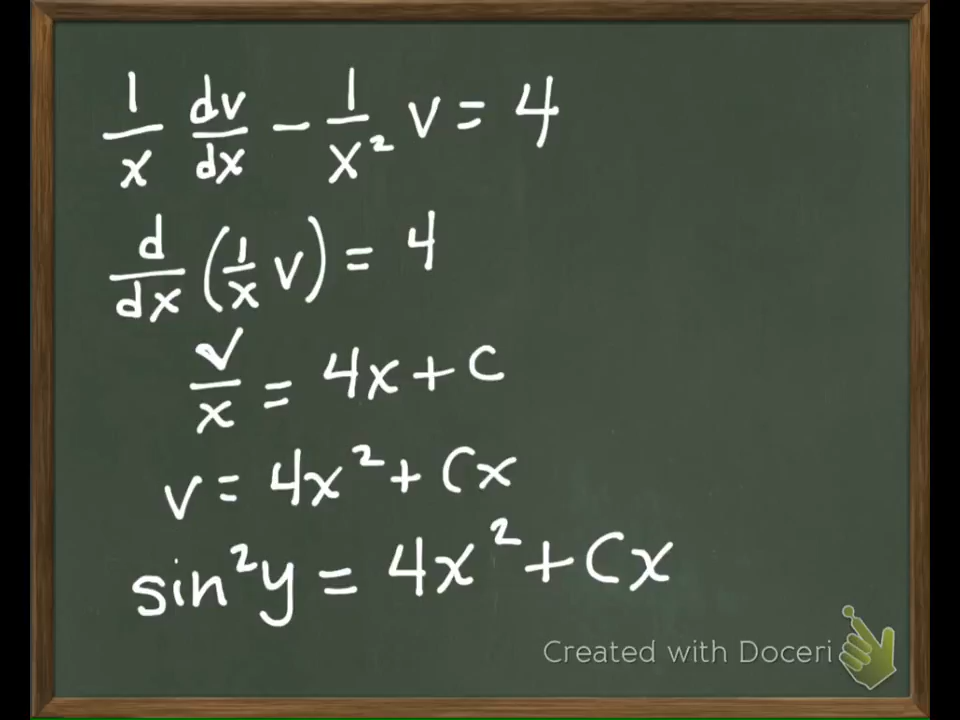 1/x dv/dx − 1/x² v = 4
d/dx (1/x v) = 4
v/x = 4x + C
v = 4x² + Cx
sin²y = 4x² + Cx
Created with Doceri